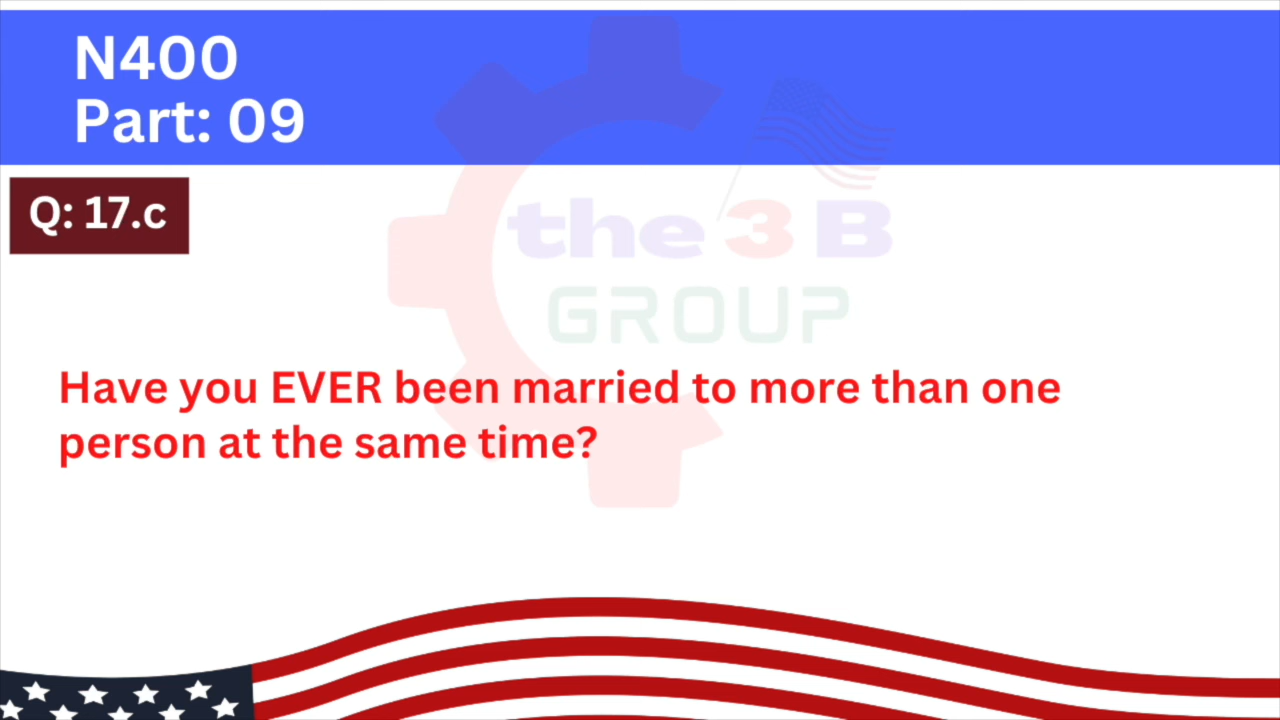 N400
Part: 09
Q: 17.c
the 3 B
GROUP
Have you EVER been married to more than one
person at the same time?